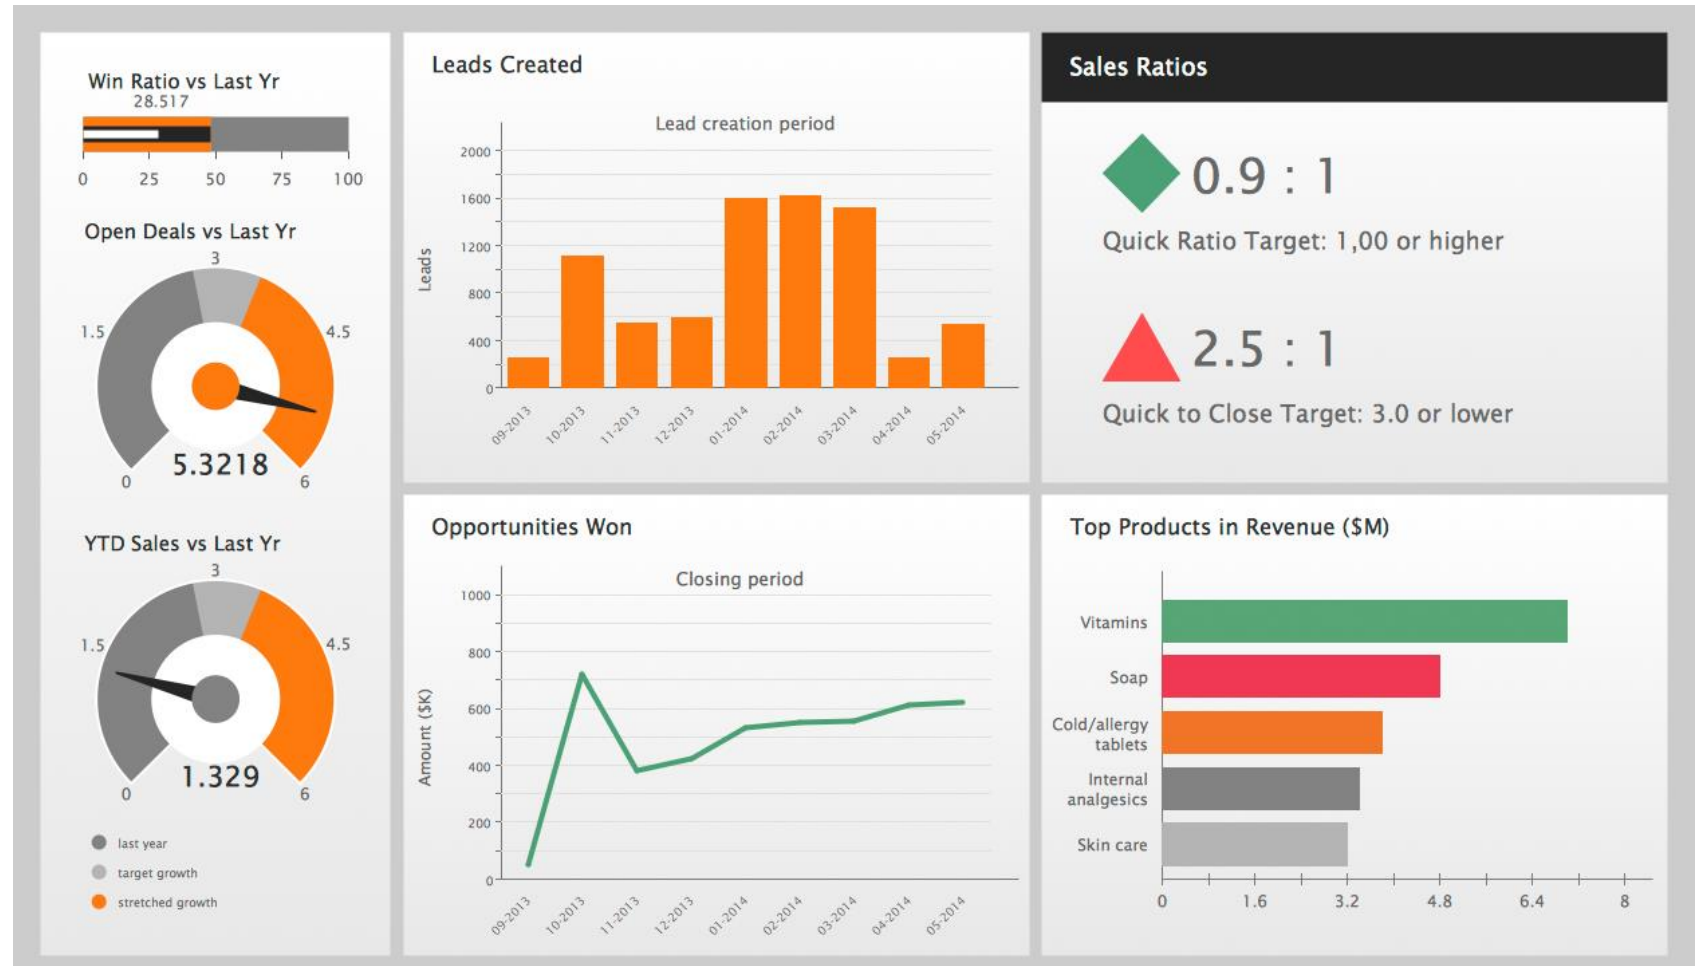 Win Ratio vs Last Yr
28.517
0 25 50 75 100
Open Deals vs Last Yr
3
1.5 4.5
5.3218
0 6
YTD Sales vs Last Yr
3
1.5 4.5
1.329
0 6
last year
target growth
stretched growth
Leads Created
Lead creation period
2000
1600
1200
800
400
0
Leads
09-2013 10-2013 11-2013 12-2013 01-2014 02-2014 03-2014 04-2014 05-2014
Sales Ratios
0.9 : 1
Quick Ratio Target: 1,00 or higher
2.5 : 1
Quick to Close Target: 3.0 or lower
Opportunities Won
Closing period
1000
800
600
400
200
0
Amount ($K)
09-2013 10-2013 11-2013 12-2013 01-2014 02-2014 03-2014 04-2014 05-2014
Top Products in Revenue ($M)
Vitamins
Soap
Cold/allergy
tablets
Internal
analgesics
Skin care
0 1.6 3.2 4.8 6.4 8